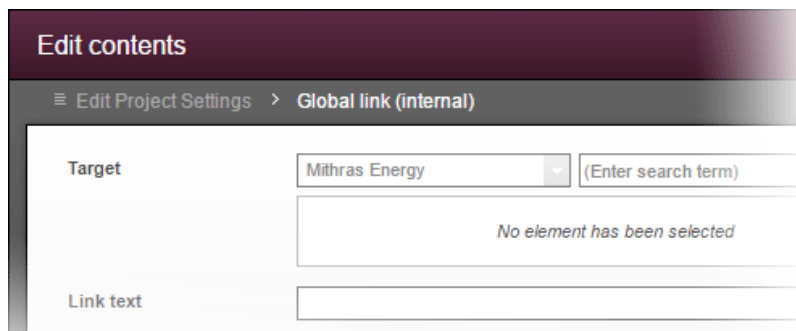 Edit contents
Edit Project Settings > Global link (internal)
Target Mithras Energy (Enter search term)
No element has been selected
Link text